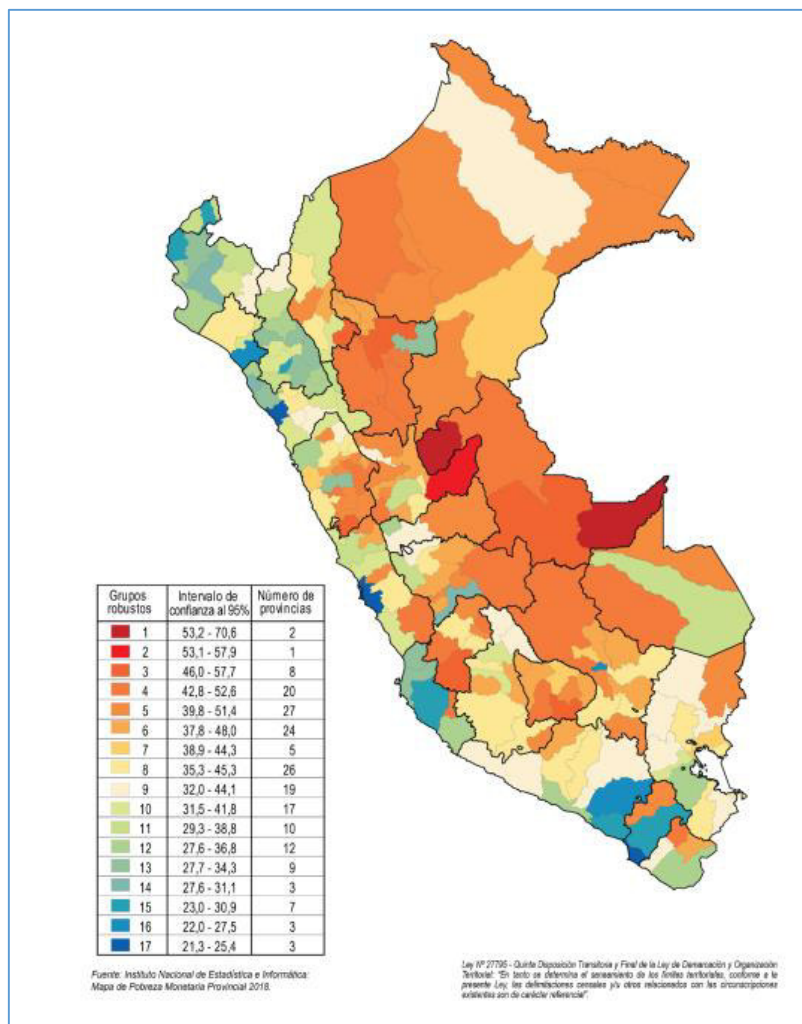 Grupos robustos Intervalo de confianza al 95% Número de provincias
1 53,2 - 70,6 2
2 53,1 - 57,9 1
3 46,0 - 57,7 8
4 42,8 - 52,6 20
5 39,8 - 51,4 27
6 37,8 - 48,0 24
7 38,9 - 44,3 5
8 35,3 - 45,3 26
9 32,0 - 44,1 19
10 31,5 - 41,8 17
11 29,3 - 38,8 10
12 27,6 - 36,8 12
13 27,7 - 34,3 9
14 27,6 - 31,1 3
15 23,0 - 30,9 7
16 22,0 - 27,5 3
17 21,3 - 25,4 3
Fuente: Instituto Nacional de Estadística e Informática:
Mapa de Pobreza Monetaria Provincial 2018.
Ley Nº 27795 - Quinta Disposición Transitoria y Final de la Ley de Demarcación y Organización
Territorial: "En tanto se determina el saneamiento de los límites territoriales, conforme a la
presente Ley, las delimitaciones censales y/u otros relacionados con las circunscripciones
existentes son de carácter referencial".